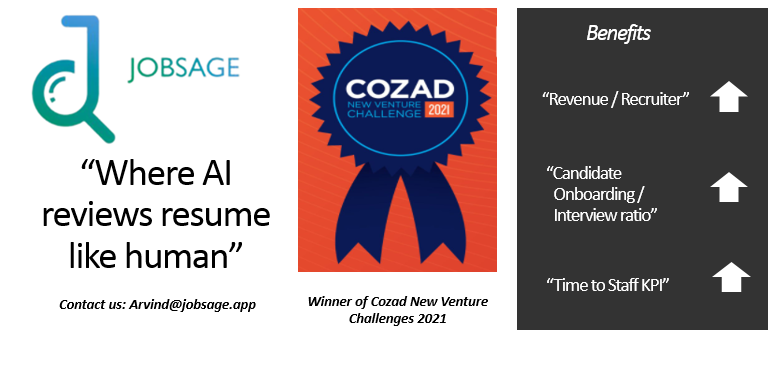 JOBSAGE
“Where AI
reviews resume
like human”
Contact us: Arvind@jobsage.app
COZAD
NEW VENTURE
CHALLENGE 2021
Winner of Cozad New Venture
Challenges 2021
Benefits
“Revenue / Recruiter”
“Candidate
Onboarding /
Interview ratio”
“Time to Staff KPI”